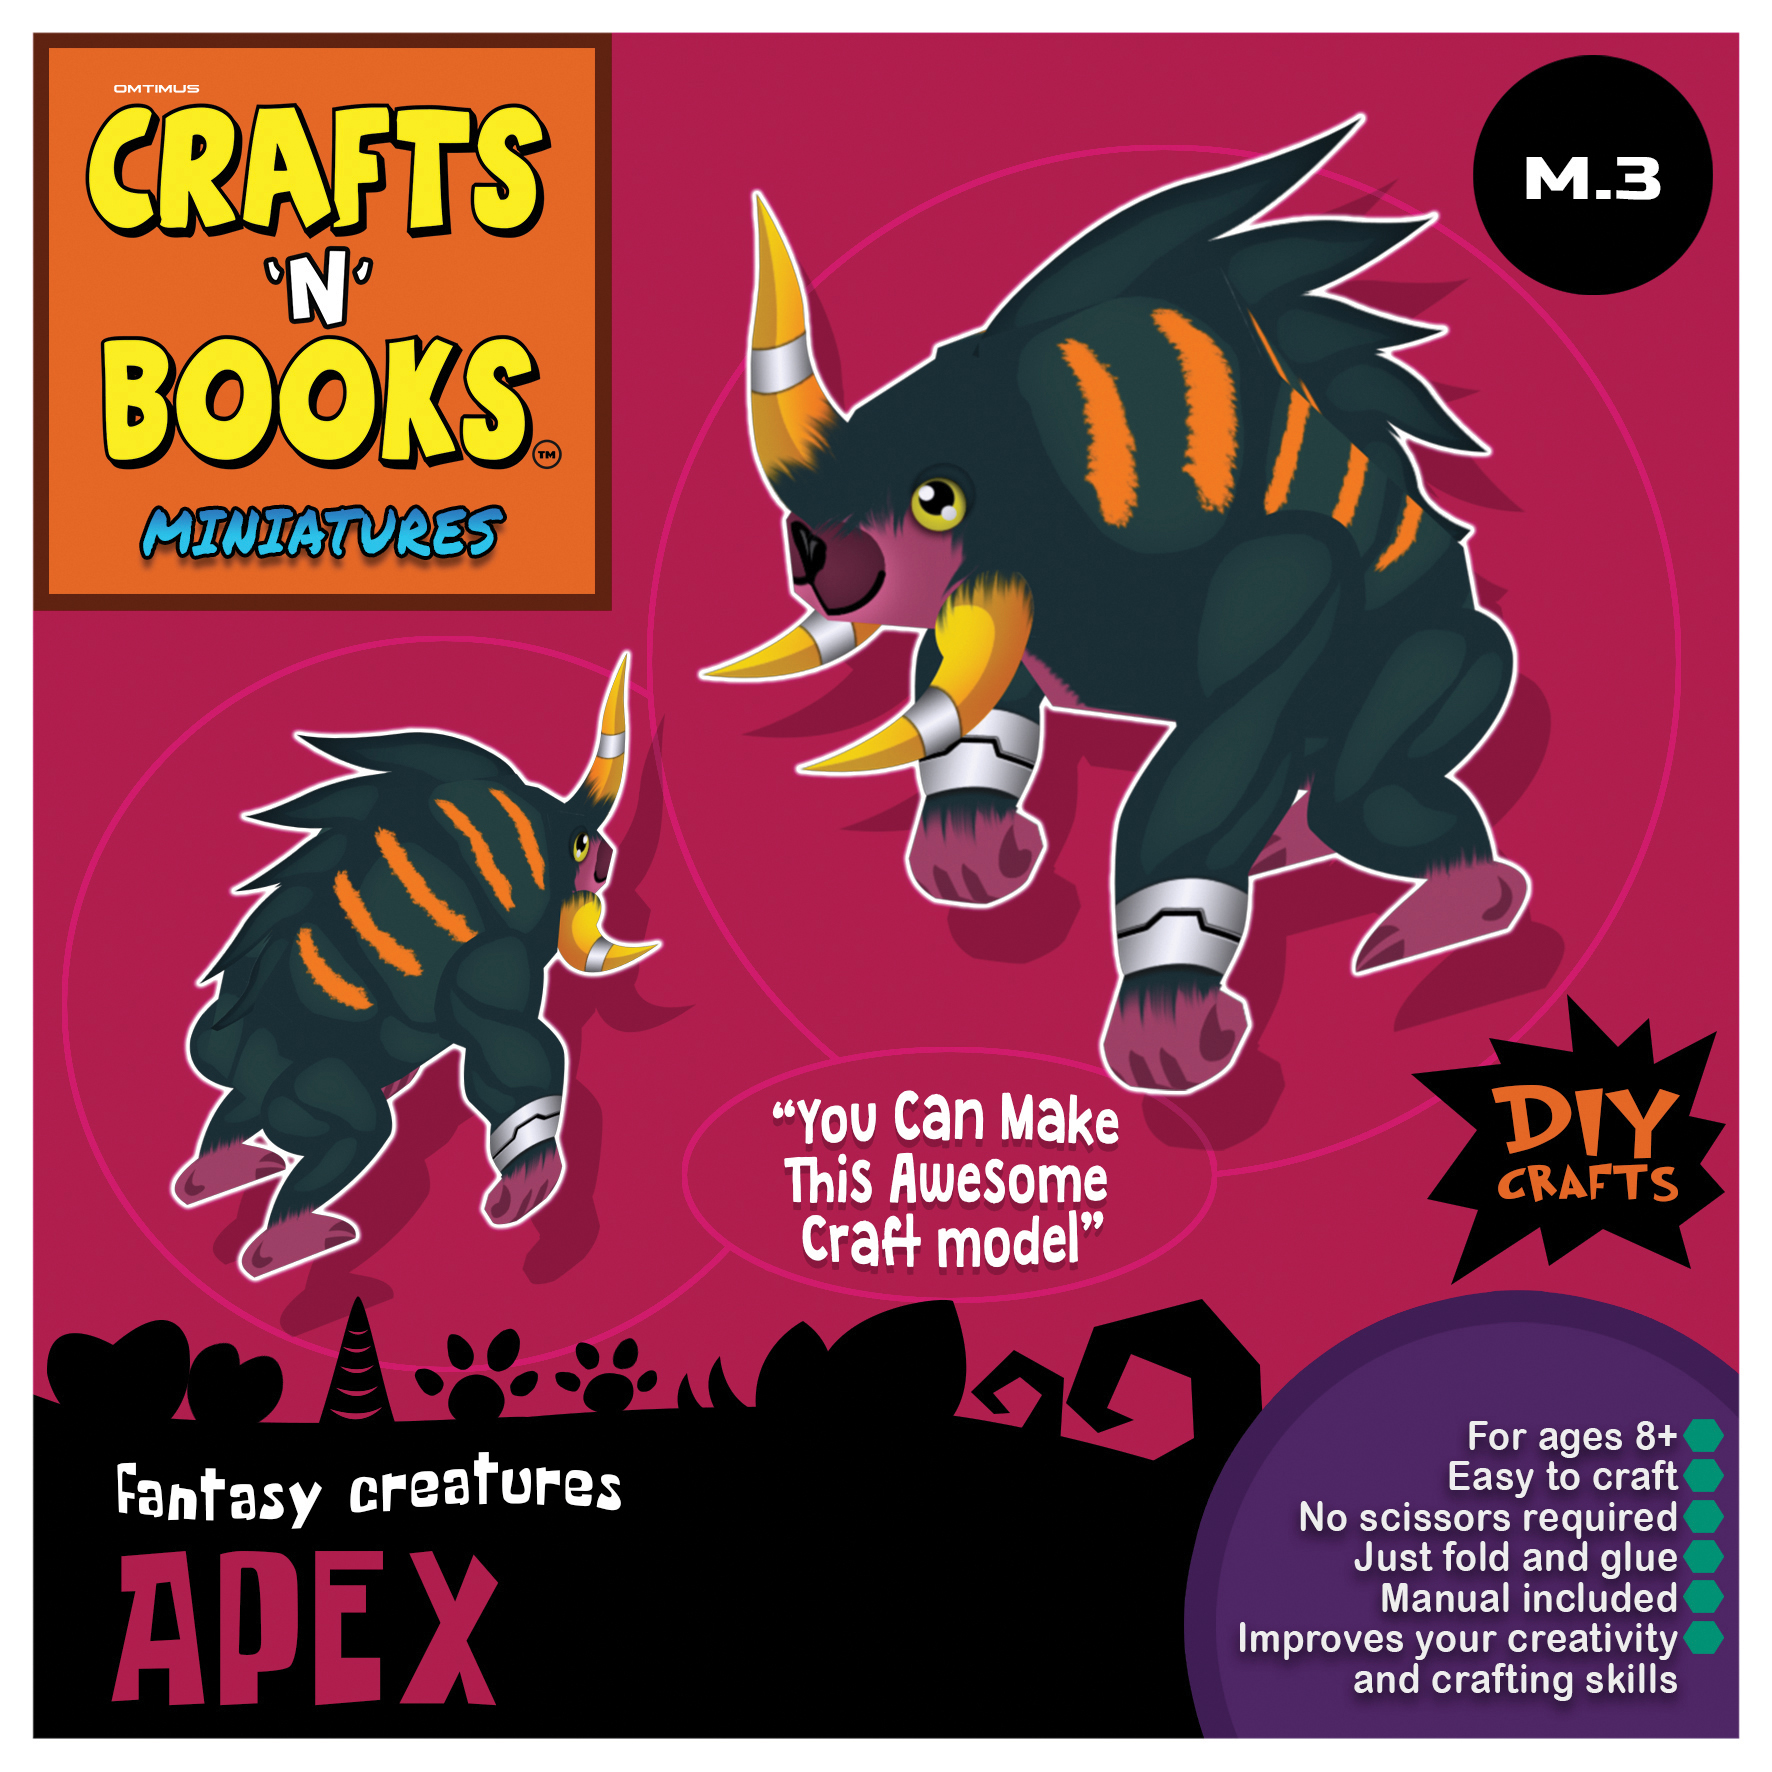 OMTIMUS
CRAFTS
'N'
BOOKS
TM
MINIATURES
M.3
“You Can Make
This Awesome
Craft model”
DIY
CRAFTS
Fantasy creatures
APEX
For ages 8+
Easy to craft
No scissors required
Just fold and glue
Manual included
Improves your creativity
and crafting skills